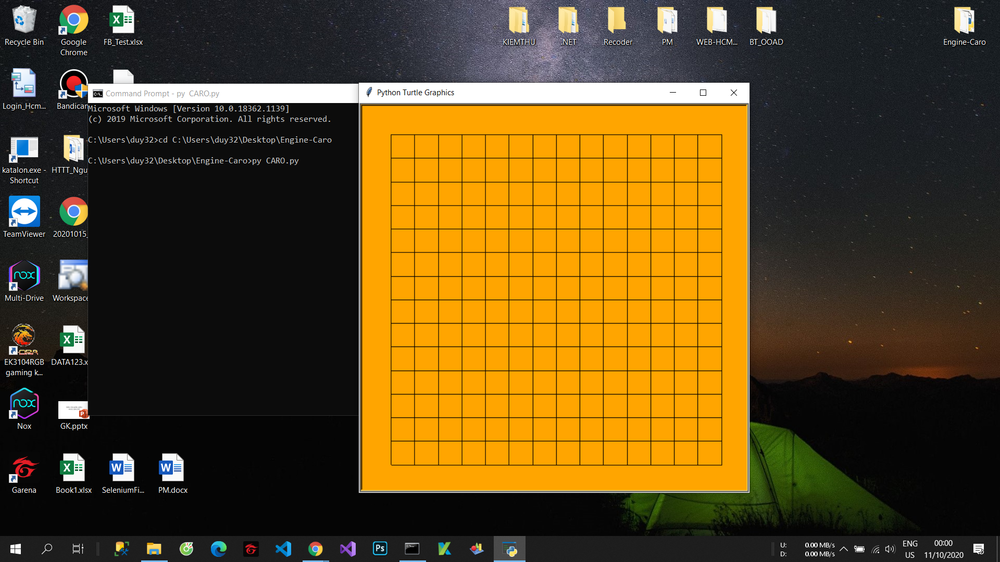 Recycle Bin
Google
Chrome
FB_Test.xlsx
KIEMTHU
.NET
Recoder
PM
WEB-HCM...
BT_OOAD
Engine-Caro
Login_Hcm...
Bandicam
Command Prompt - py  CARO.py
Microsoft Windows [Version 10.0.18362.1139]
(c) 2019 Microsoft Corporation. All rights reserved.
C:\Users\duy32>cd C:\Users\duy32\Desktop\Engine-Caro
C:\Users\duy32\Desktop\Engine-Caro>py CARO.py
Python Turtle Graphics
katalon.exe -
Shortcut
HTTT_Ngu
TeamViewer
20201015_
nox
Multi-Drive
Workspace
EK3104RGB
gaming k...
DATA123.x
nox
Nox
GK.pptx
Garena
Book1.xlsx
SeleniumFi...
PM.docx
Ps
U: 0.00 MB/s
D: 0.00 MB/s
ENG
US
00:00
11/10/2020